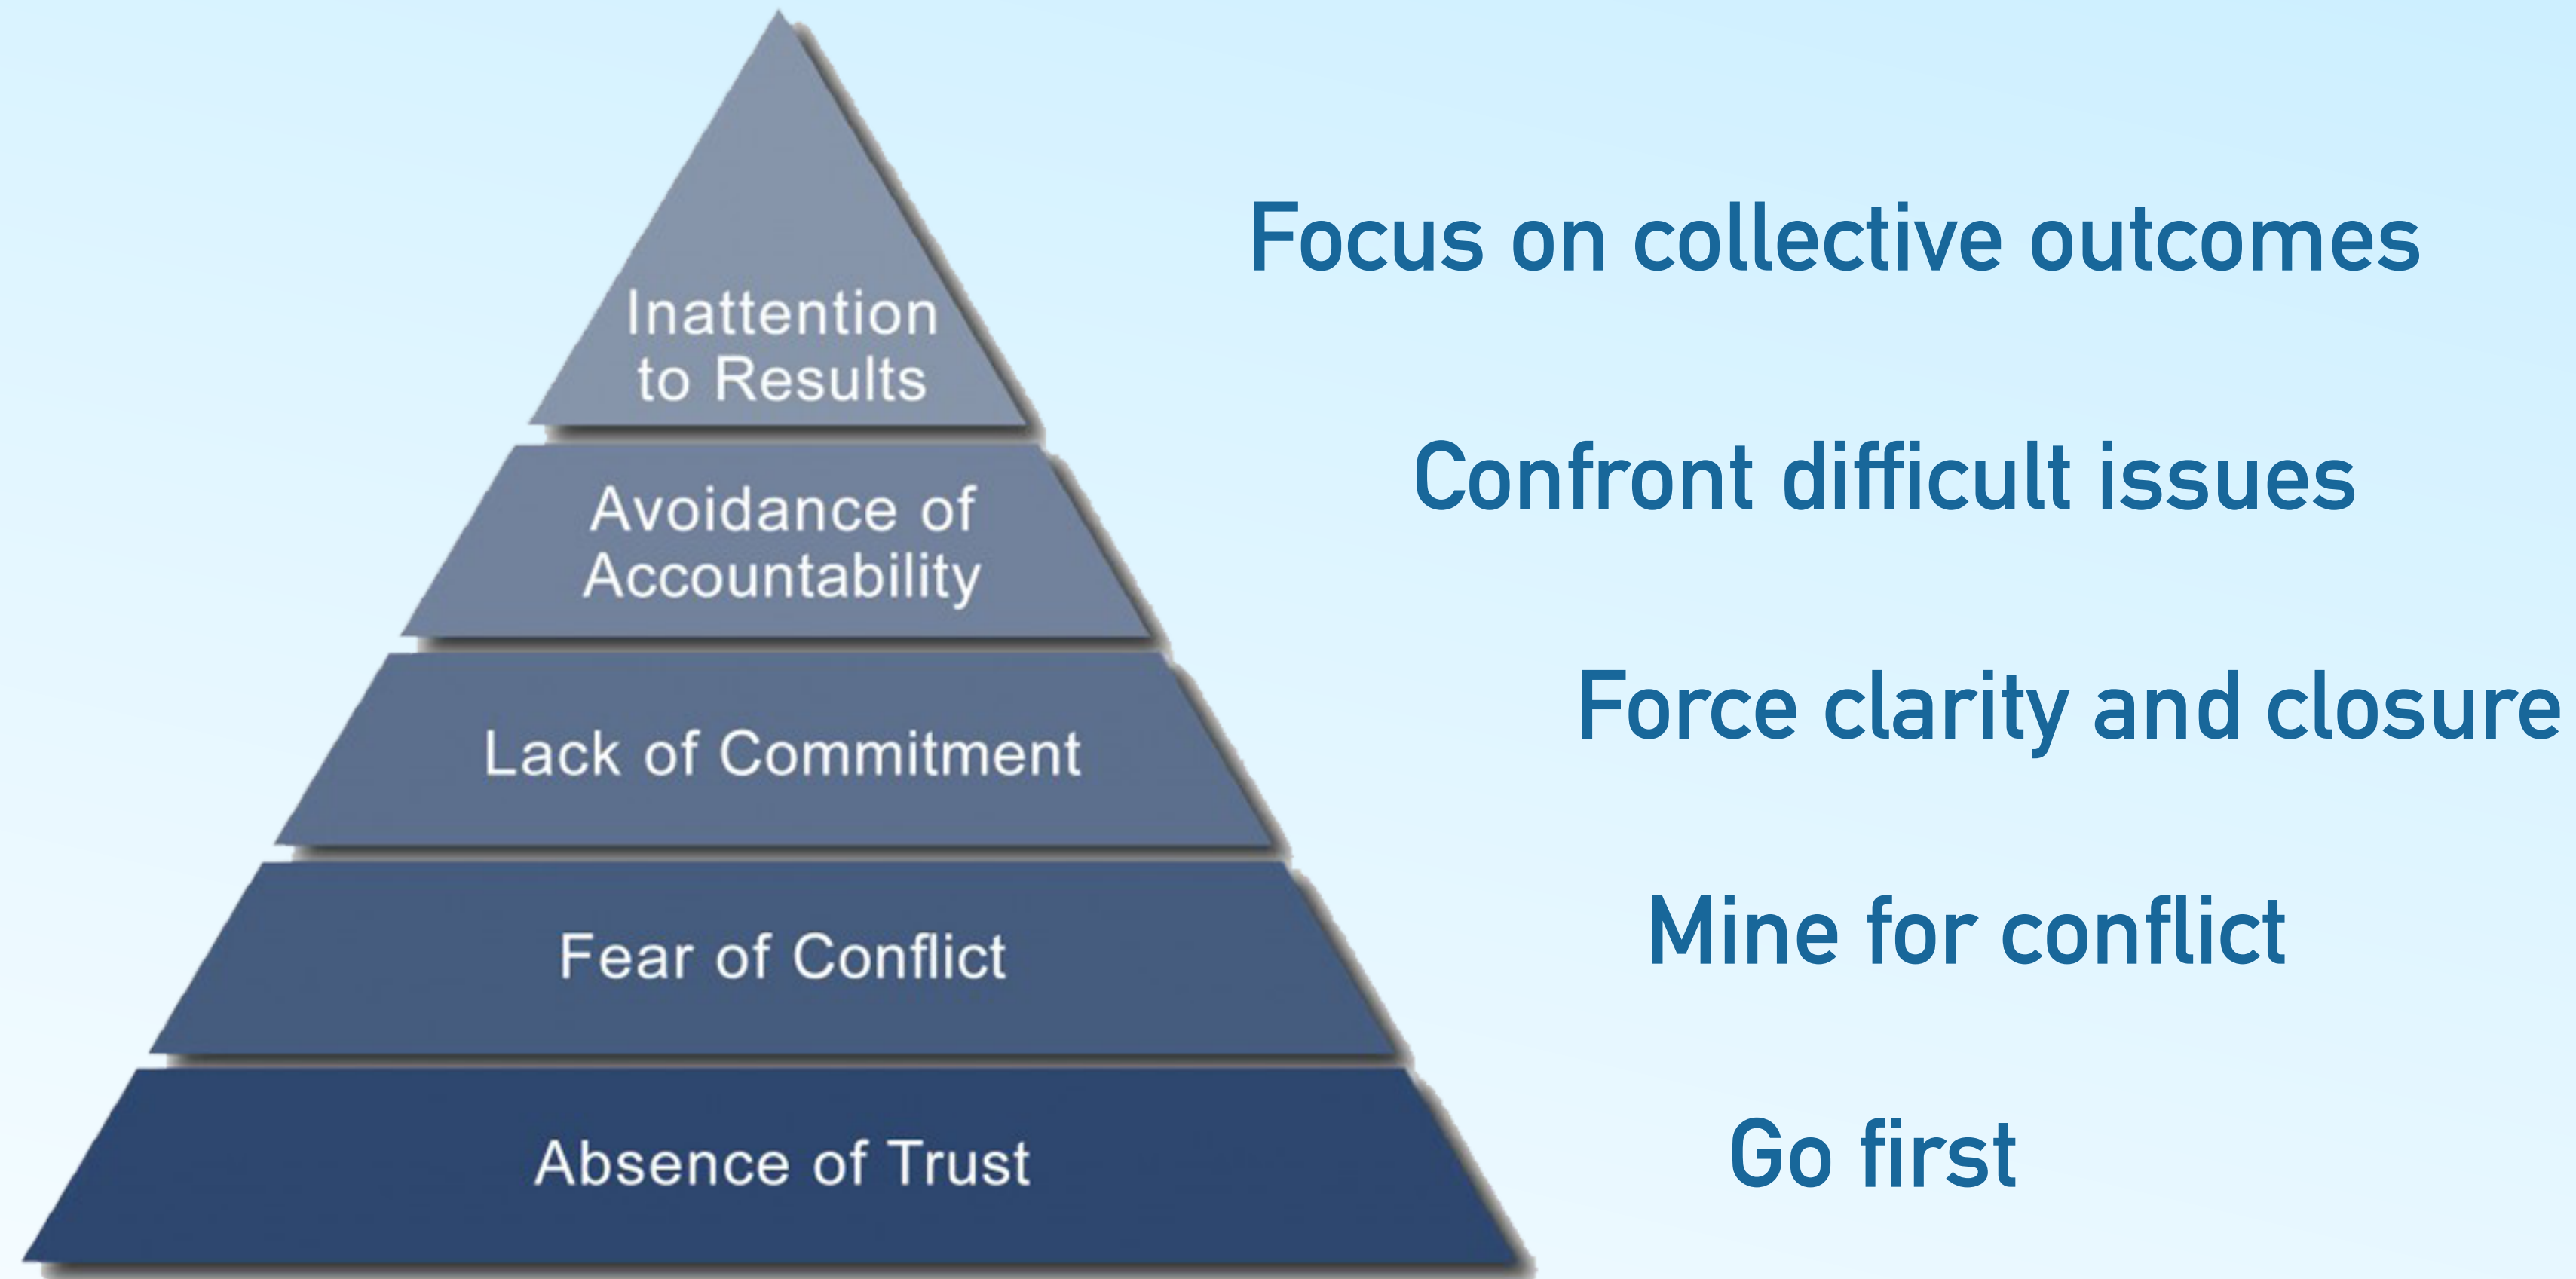 Inattention
to Results
Focus on collective outcomes
Avoidance of
Accountability
Confront difficult issues
Lack of Commitment
Force clarity and closure
Fear of Conflict
Mine for conflict
Absence of Trust
Go first